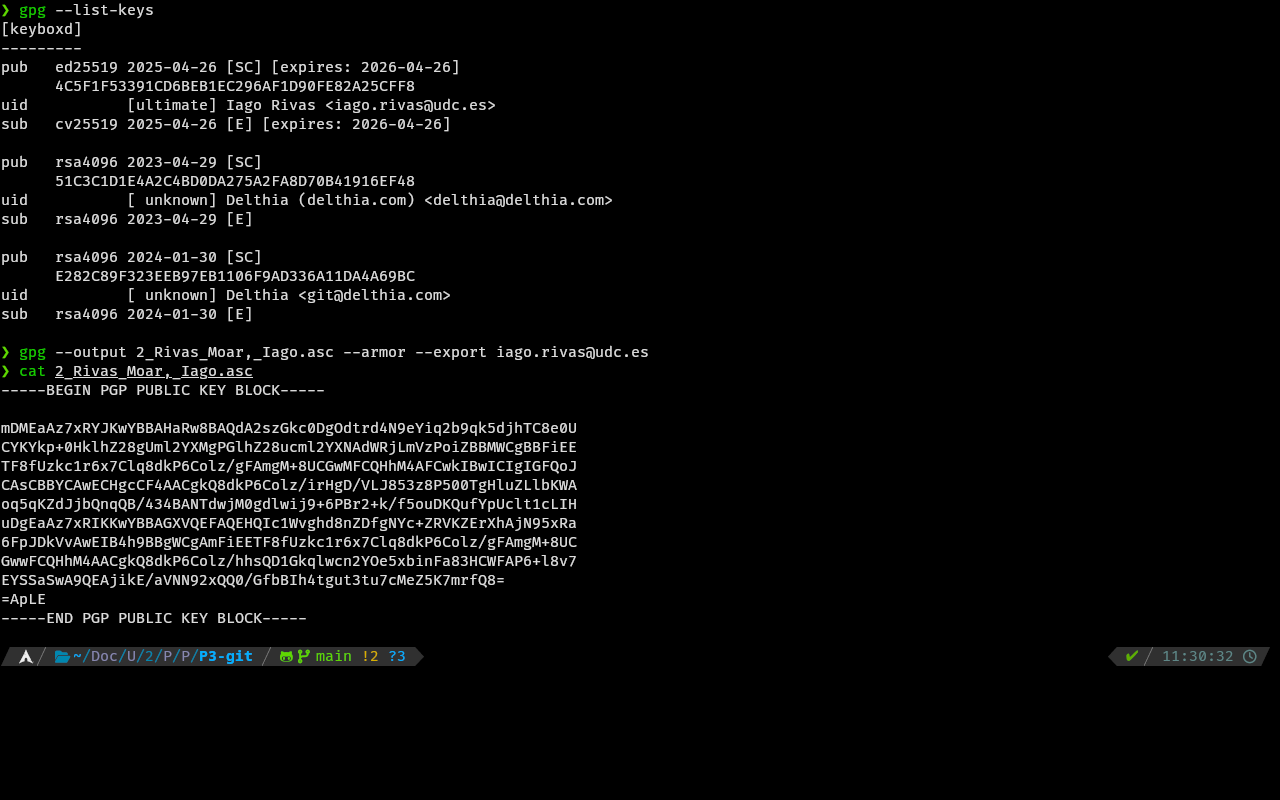 ❯ gpg --list-keys
[keyboxd]
---------
pub   ed25519 2025-04-26 [SC] [expires: 2026-04-26]
      4C5F1F53391CD6BEB1EC296AF1D90FE82A25CFF8
uid           [ultimate] Iago Rivas <iago.rivas@udc.es>
sub   cv25519 2025-04-26 [E] [expires: 2026-04-26]

pub   rsa4096 2023-04-29 [SC]
      51C3C1D1E4A2C4BD0DA275A2FA8D70B41916EF48
uid           [ unknown] Delthia (delthia.com) <delthia@delthia.com>
sub   rsa4096 2023-04-29 [E]

pub   rsa4096 2024-01-30 [SC]
      E282C89F323EEB97EB1106F9AD336A11DA4A69BC
uid           [ unknown] Delthia <git@delthia.com>
sub   rsa4096 2024-01-30 [E]

❯ gpg --output 2_Rivas_Moar,_Iago.asc --armor --export iago.rivas@udc.es
❯ cat 2_Rivas_Moar,_Iago.asc
-----BEGIN PGP PUBLIC KEY BLOCK-----

mDMEaAz7xRYJKwYBBAHaRw8BAQdA2szGkc0DgOdtrd4N9eYiq2b9qk5djhTC8e0U
CYKYkp+0HklhZ28gUml2YXMgPGlhZ28ucml2YXNAdWRjLmVzPoiZBBMWCgBBFiEE
TF8fUzkc1r6x7Clq8dkP6Colz/gFAmgM+8UCGwMFCQHhM4AFCwkIBwICIgIGFQoJ
CAsCBBYCAwECHgcCF4AACgkQ8dkP6Colz/irHgD/VLJ853z8P500TgHluZLlbKWA
oq5qKZdJjbQnqQB/434BANTdwjM0gdlwij9+6PBr2+k/f5ouDKQufYpUclt1cLIH
uDgEaAz7xRIKKwYBBAGXVQEFAQEHQIc1Wvghd8nZDfgNYc+ZRVKZErXhAjN95xRa
6FpJDkVvAwEIB4h9BBgWCgAmFiEETF8fUzkc1r6x7Clq8dkP6Colz/gFAmgM+8UC
GwwFCQHhM4AACgkQ8dkP6Colz/hhsQD1Gkqlwcn2YOe5xbinFa83HCWFAP6+l8v7
EYSSaSwA9QEAjikE/aVNN92xQQ0/GfbBIh4tgut3tu7cMeZ5K7mrfQ8=
=ApLE
-----END PGP PUBLIC KEY BLOCK-----

~/Doc/U/2/P/P/P3-git main !2 ?3 ✔ 11:30:32